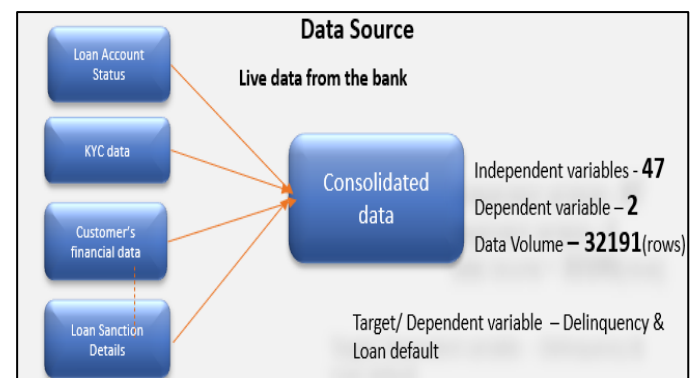 Data Source
Live data from the bank
Loan Account
Status
KYC data
Customer's
financial data
Loan Sanction
Details
Consolidated
data
Independent variables - 47
Dependent variable – 2
Data Volume – 32191(rows)
Target/ Dependent variable – Delinquency &
Loan default